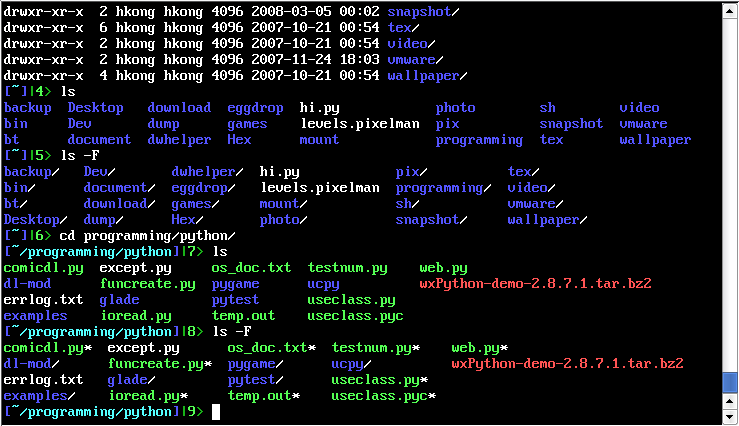 drwxr-xr-x  2 hkong hkong 4096 2008-03-05 00:02 snapshot/
drwxr-xr-x  6 hkong hkong 4096 2007-10-21 00:54 tex/
drwxr-xr-x  2 hkong hkong 4096 2007-10-21 00:54 video/
drwxr-xr-x  2 hkong hkong 4096 2007-11-24 18:03 vmware/
drwxr-xr-x  4 hkong hkong 4096 2007-10-21 00:54 wallpaper/
[~]|4> ls
backup  Desktop   download  eggdrop  hi.py            photo        sh        video
bin     Dev       dump      games    levels.pixelman  pix          snapshot  vmware
bt      document  dwhelper  Hex      mount            programming  tex       wallpaper
[~]|5> ls -F
backup/   Dev/       dwhelper/  hi.py            pix/          tex/
bin/      document/  eggdrop/   levels.pixelman  programming/  video/
bt/       download/  games/     mount/           sh/           vmware/
Desktop/  dump/      Hex/       photo/           snapshot/     wallpaper/
[~]|6> cd programming/python/
[~/programming/python]|7> ls
comicdl.py  except.py      os_doc.txt  testnum.py    web.py
dl-mod      funcreate.py   pygame      ucpy          wxPython-demo-2.8.7.1.tar.bz2
errlog.txt  glade          pytest      useclass.py
examples    ioread.py      temp.out    useclass.pyc
[~/programming/python]|8> ls -F
comicdl.py*  except.py      os_doc.txt*  testnum.py*    web.py*
dl-mod/      funcreate.py*  pygame/      ucpy/          wxPython-demo-2.8.7.1.tar.bz2
errlog.txt   glade/         pytest/      useclass.py*
examples/    ioread.py*     temp.out*    useclass.pyc*
[~/programming/python]|9>